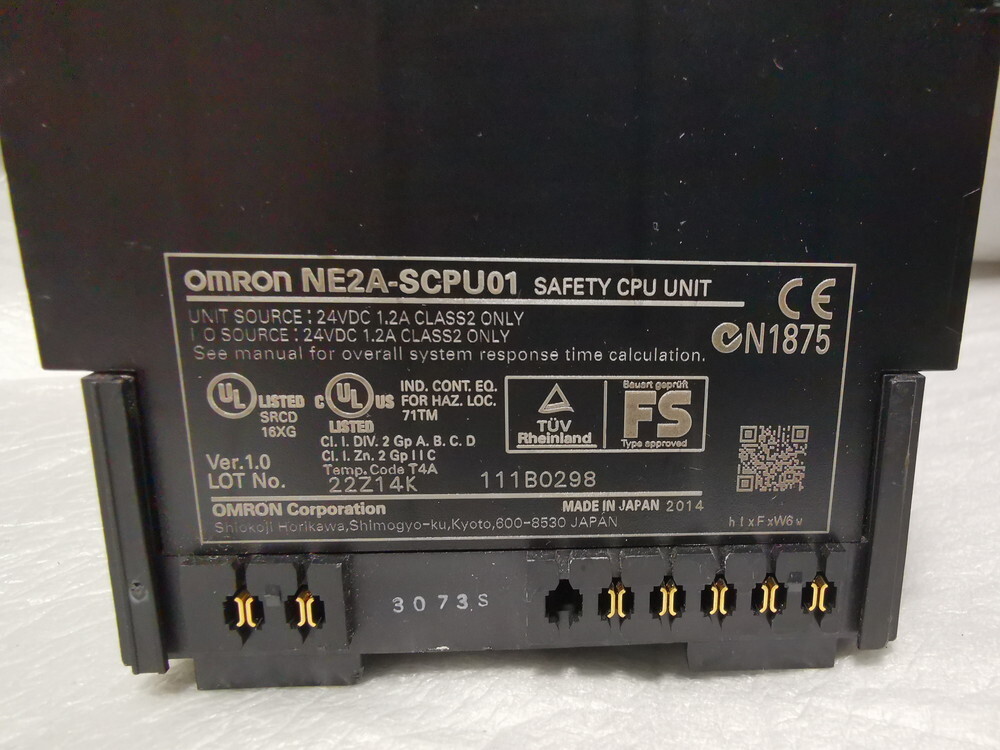 OMRON NE2A-SCPU01 SAFETY CPU UNIT
CE
UNIT SOURCE : 24VDC 1.2A CLASS2 ONLY
I O SOURCE : 24VDC 1.2A CLASS2 ONLY
N1875
See manual for overall system response time calculation.
UL LISTED
SRCD
16XG
C UL US
LISTED
IND. CONT. EQ.
FOR HAZ. LOC.
71TM
Cl. I. DIV. 2 Gp A. B. C. D
Cl. I. Zn. 2 Gp I I C
Temp. Code T4A
TÜV
Rheinland
Bauart geprüft
FS
Type approved
Ver.1.0
LOT No. 22Z14K 111B0298
OMRON Corporation MADE IN JAPAN 2014
Shiokoji Horikawa,Shimogyo-ku,Kyoto,600-8530 JAPAN
3073S